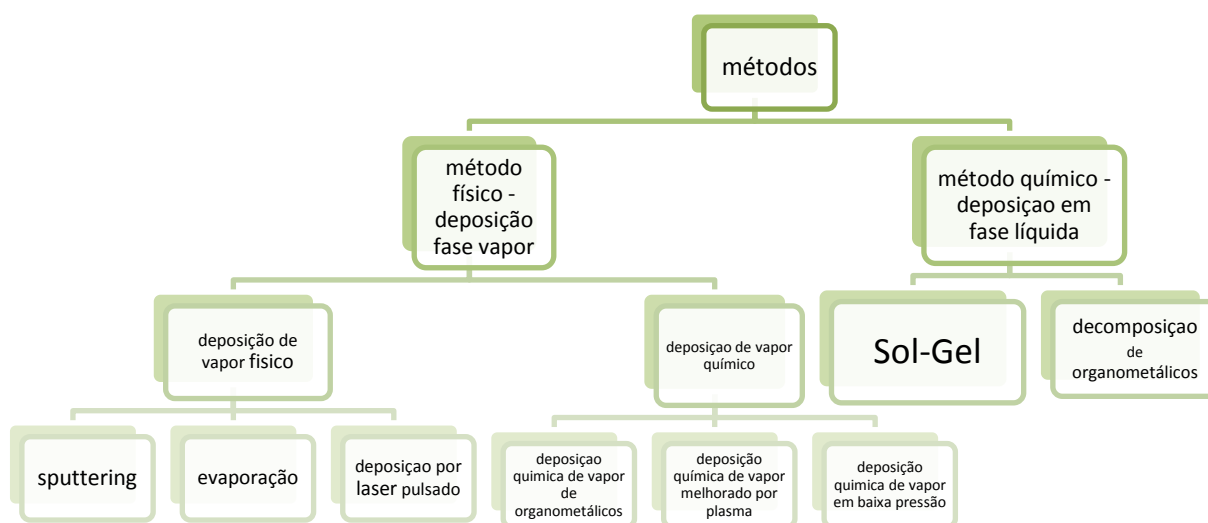 métodos
método
físico -
deposição
fase vapor
método químico -
deposiçao em
fase líquida
deposição de
vapor fisico
deposiçao de vapor
químico
Sol-Gel
decomposiçao
de
organometálicos
sputtering
evaporação
deposiçao por
laser pulsado
deposiçao
quimica de vapor
de
organometálicos
deposição
química de vapor
melhorado por
plasma
deposição
quimica de vapor
em baixa pressão